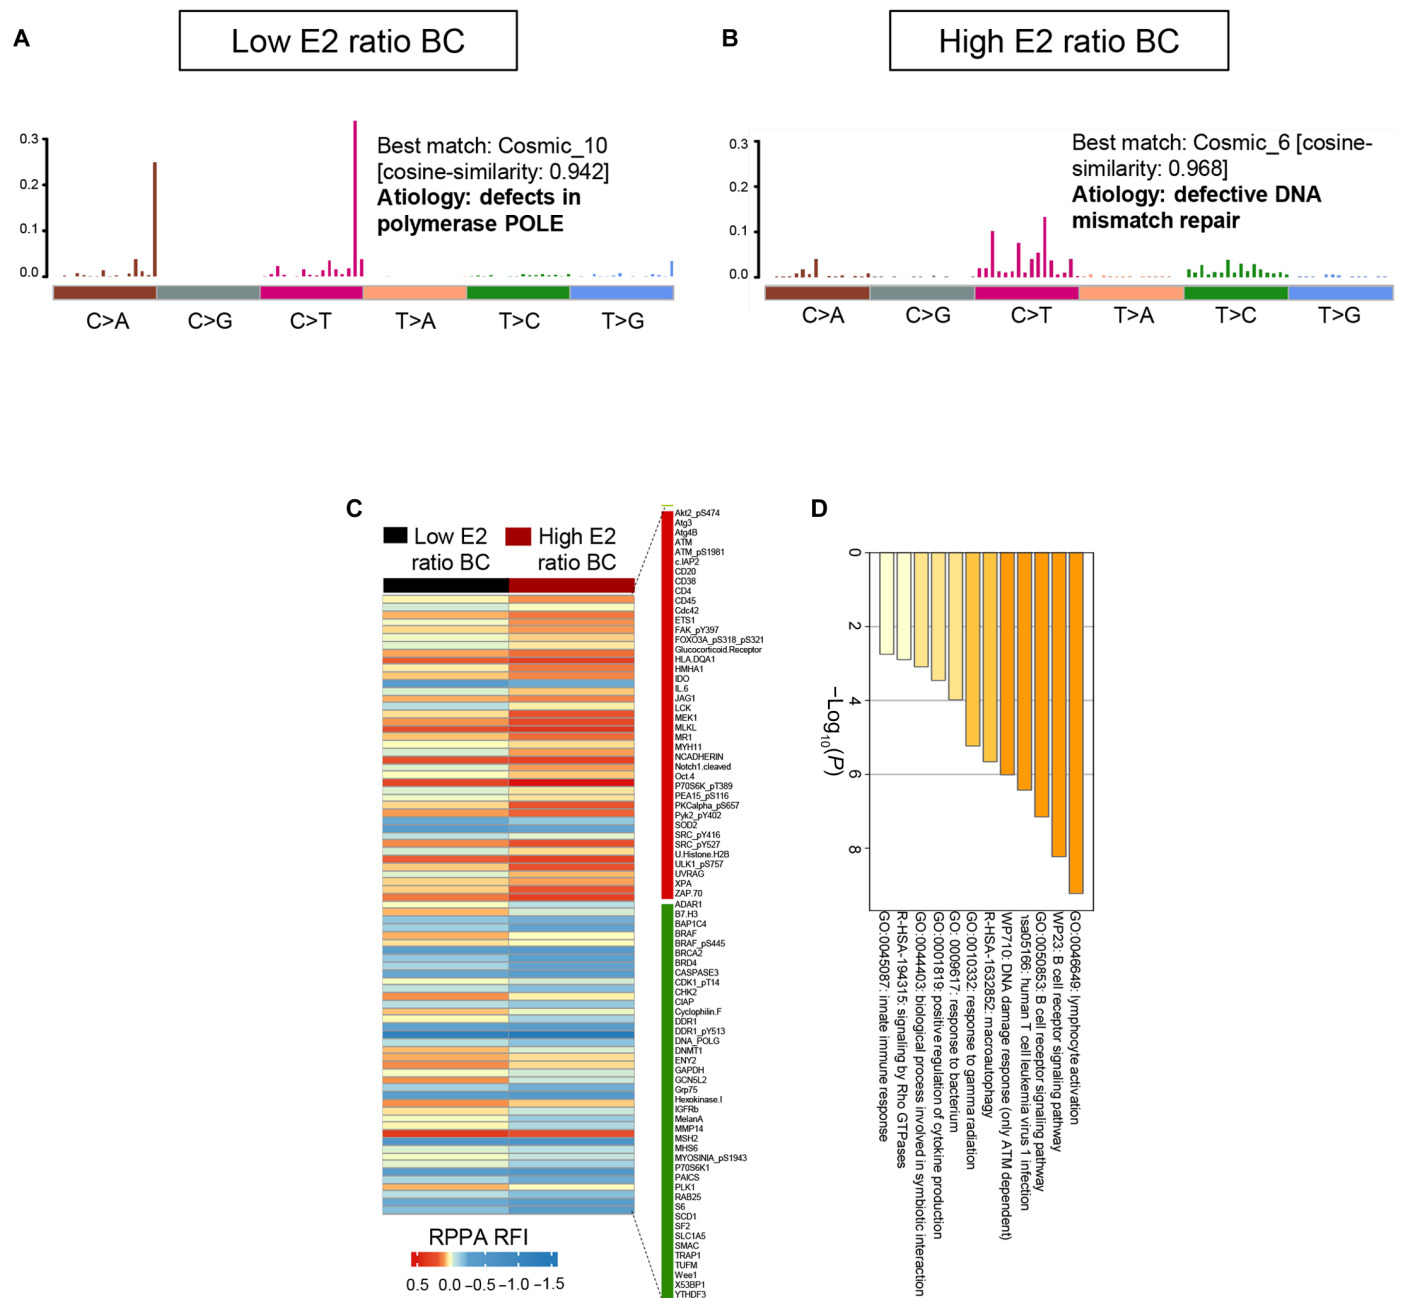 A
Low E2 ratio BC
B
High E2 ratio BC
0.3
0.2
0.1
0.0
Best match: Cosmic_10
[cosine-similarity: 0.942]
Atiology: defects in
polymerase POLE
C>A
C>G
C>T
T>A
T>C
T>G
0.3
0.2
0.1
0.0
Best match: Cosmic_6 [cosine-
similarity: 0.968]
Atiology: defective DNA
mismatch repair
C>A
C>G
C>T
T>A
T>C
T>G
C
Low E2
ratio BC
High E2
ratio BC
Akt2_pS474
Atg3
Atg4B
ATM
ATM_pS1981
c.IAP2
CD20
CD38
CD4
CD45
Cdc42
ETS1
FAK_pY397
FOXO3A_pS318_pS321
Glucocorticoid.Receptor
HLA.DQA1
HMHA1
IDO
IL.6
JAG1
LCK
MEK1
MLKL
MR1
MYH11
NCADHERIN
Notch1.cleaved
Oct.4
P70S6K_pT389
PEA15_pS116
PKCalpha_pS657
Pyk2_pY402
SOD2
SRC_pY416
SRC_pY527
U.Histone.H2B
ULK1_pS757
UVRAG
XPA
ZAP.70
ADAR1
B7.H3
BAP1C4
BRAF
BRAF_pS445
BRCA2
BRD4
CASPASE3
CDK1_pT14
CHK2
CIAP
Cyclophilin.F
DDR1
DDR1_pY513
DNA_POLG
DNMT1
ENY2
GAPDH
GCN5L2
Grp75
Hexokinase.I
IGFRb
MelanA
MMP14
MSH2
MHS6
MYOSINIA_pS1943
P70S6K1
PAICS
PLK1
RAB25
S6
SCD1
SF2
SLC1A5
SMAC
TRAP1
TUFM
Wee1
X53BP1
YTHDF3
RPPA RFI
0.5 0.0 −0.5 −1.0 −1.5
D
0
2
4
6
8
−Log10(P)
GO:0046649: lymphocyte activation
WP23: B cell receptor signaling pathway
GO:0050853: B cell receptor signaling pathway
hsa05166: human T cell leukemia virus 1 infection
WP710: DNA damage response (only ATM dependent)
R-HSA-1632852: macroautophagy
GO:0010332: response to gamma radiation
GO: 0009617: response to bacterium
GO:0001819: positive regulation of cytokine production
GO:0044403: biological process involved in symbiotic interaction
R-HSA-194315: signaling by Rho GTPases
GO:0045087: innate immune response